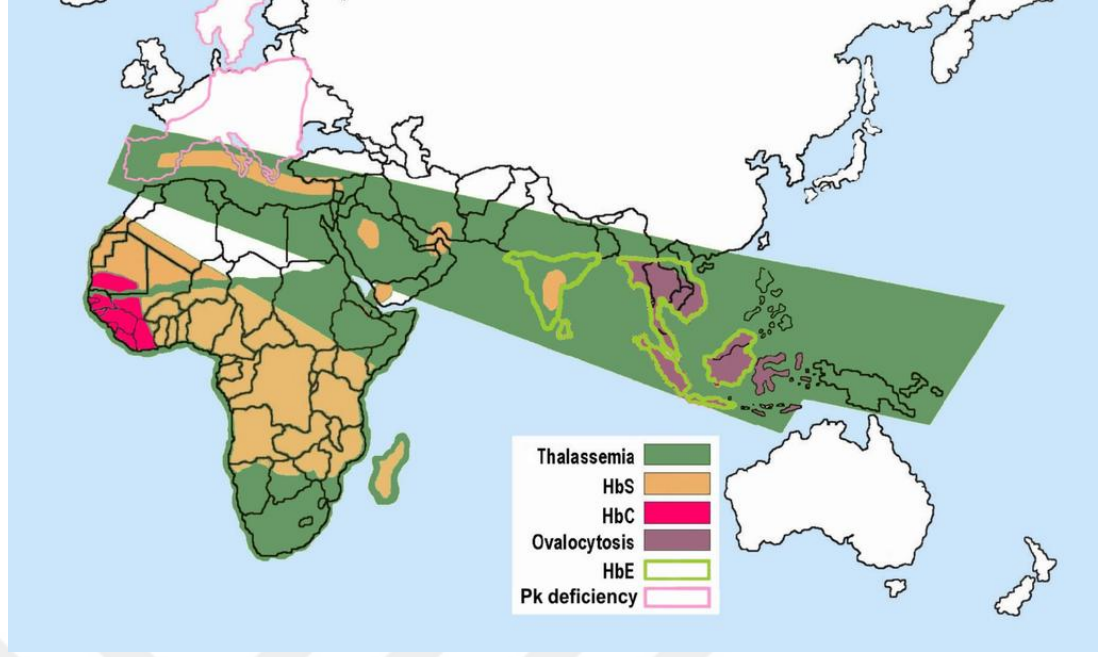 Thalassemia
HbS
HbC
Ovalocytosis
HbE
Pk deficiency